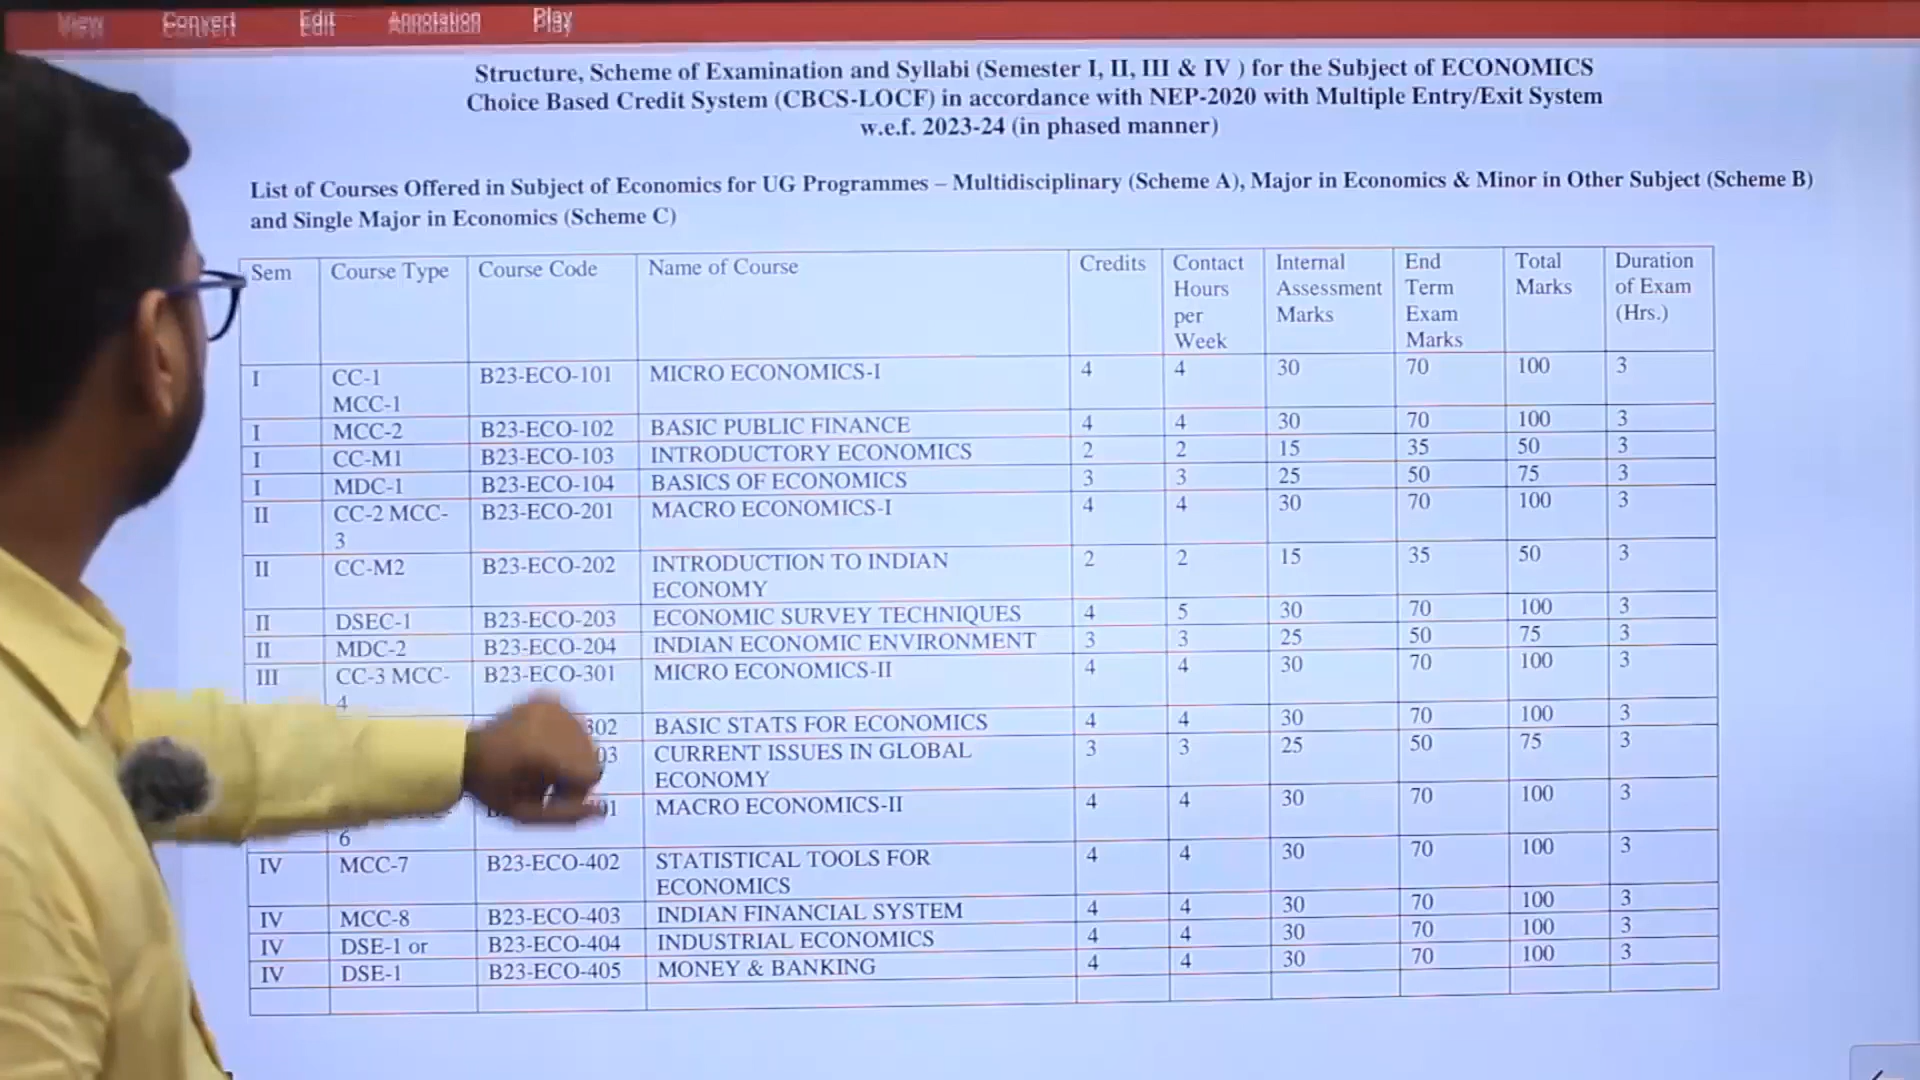 View Convert Edit Annotation Play
Structure, Scheme of Examination and Syllabi (Semester I, II, III & IV ) for the Subject of ECONOMICS
Choice Based Credit System (CBCS-LOCF) in accordance with NEP-2020 with Multiple Entry/Exit System
w.e.f. 2023-24 (in phased manner)
List of Courses Offered in Subject of Economics for UG Programmes – Multidisciplinary (Scheme A), Major in Economics & Minor in Other Subject (Scheme B)
and Single Major in Economics (Scheme C)
Sem Course Type Course Code Name of Course Credits Contact Internal End Total Duration
Hours Assessment Term Marks of Exam
per Marks Exam (Hrs.)
Week Marks
I CC-1 B23-ECO-101 MICRO ECONOMICS-I 4 4 30 70 100 3
MCC-1
I MCC-2 B23-ECO-102 BASIC PUBLIC FINANCE 4 4 30 70 100 3
I CC-M1 B23-ECO-103 INTRODUCTORY ECONOMICS 2 2 15 35 50 3
I MDC-1 B23-ECO-104 BASICS OF ECONOMICS 3 3 25 50 75 3
II CC-2 MCC- B23-ECO-201 MACRO ECONOMICS-I 4 4 30 70 100 3
3
II CC-M2 B23-ECO-202 INTRODUCTION TO INDIAN 2 2 15 35 50 3
ECONOMY
II DSEC-1 B23-ECO-203 ECONOMIC SURVEY TECHNIQUES 4 5 30 70 100 3
II MDC-2 B23-ECO-204 INDIAN ECONOMIC ENVIRONMENT 3 3 25 50 75 3
III CC-3 MCC- B23-ECO-301 MICRO ECONOMICS-II 4 4 30 70 100 3
4
302 BASIC STATS FOR ECONOMICS 4 4 30 70 100 3
03 CURRENT ISSUES IN GLOBAL 3 3 25 50 75 3
ECONOMY
01 MACRO ECONOMICS-II 4 4 30 70 100 3
6
IV MCC-7 B23-ECO-402 STATISTICAL TOOLS FOR 4 4 30 70 100 3
ECONOMICS
IV MCC-8 B23-ECO-403 INDIAN FINANCIAL SYSTEM 4 4 30 70 100 3
IV DSE-1 or B23-ECO-404 INDUSTRIAL ECONOMICS 4 4 30 70 100 3
IV DSE-1 B23-ECO-405 MONEY & BANKING 4 4 30 70 100 3